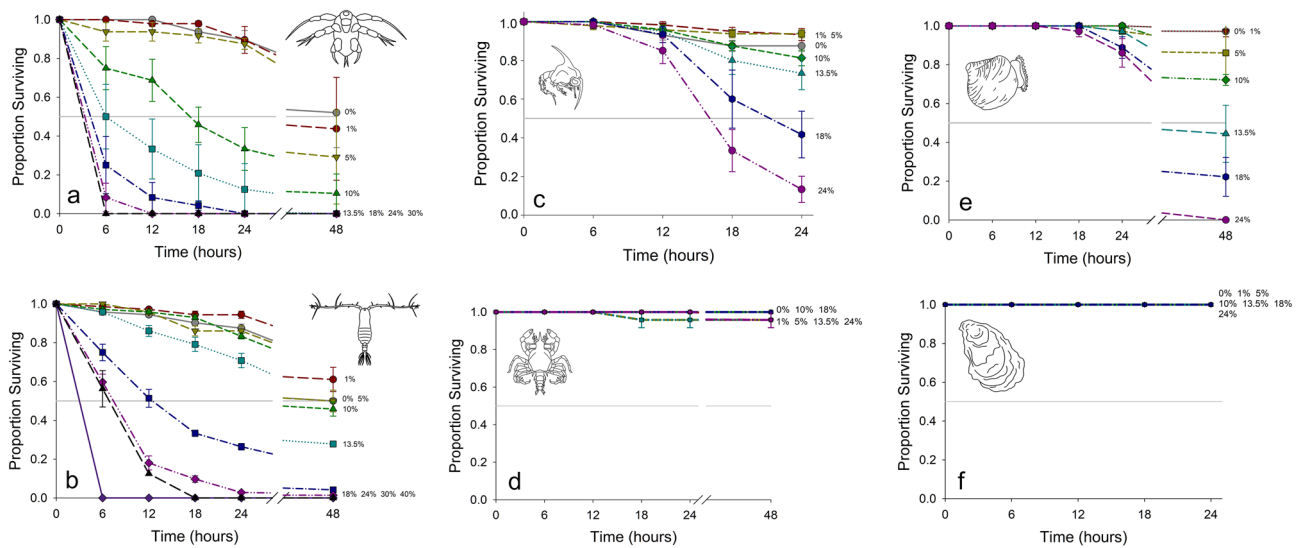 1.0
0.8
0.6
0.4
0.2
0.0
Proportion Surviving
a
0%
1%
5%
10%
13.5% 18% 24% 30%
0 6 12 18 24 48
Time (hours)
1.0
0.8
0.6
0.4
0.2
0.0
Proportion Surviving
c
1% 5%
0%
10%
13.5%
18%
24%
0 6 12 18 24
Time (hours)
1.0
0.8
0.6
0.4
0.2
0.0
Proportion Surviving
e
0% 1%
5%
10%
13.5%
18%
24%
0 6 12 18 24 48
Time (hours)
1.0
0.8
0.6
0.4
0.2
0.0
Proportion Surviving
b
1%
0% 5%
10%
13.5%
18% 24% 30% 40%
0 6 12 18 24 48
Time (hours)
1.0
0.8
0.6
0.4
0.2
0.0
Proportion Surviving
d
0% 10% 18%
1% 5% 13.5% 24%
0 6 12 18 24 48
Time (hours)
1.0
0.8
0.6
0.4
0.2
0.0
Proportion Surviving
f
0% 1% 5%
10% 13.5% 18%
24%
0 6 12 18 24
Time (hours)